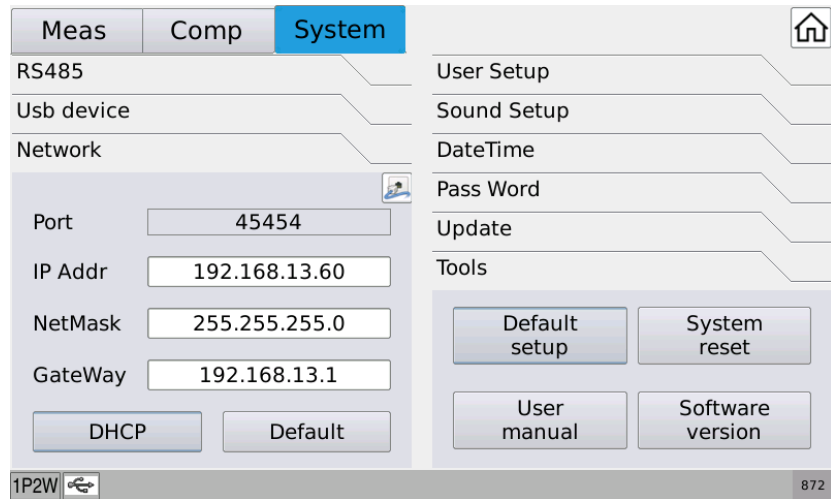 Meas Comp System
RS485
Usb device
Network
Port 45454
IP Addr 192.168.13.60
NetMask 255.255.255.0
GateWay 192.168.13.1
DHCP Default
User Setup
Sound Setup
DateTime
Pass Word
Update
Tools
Default
setup
System
reset
User
manual
Software
version
1P2W
872